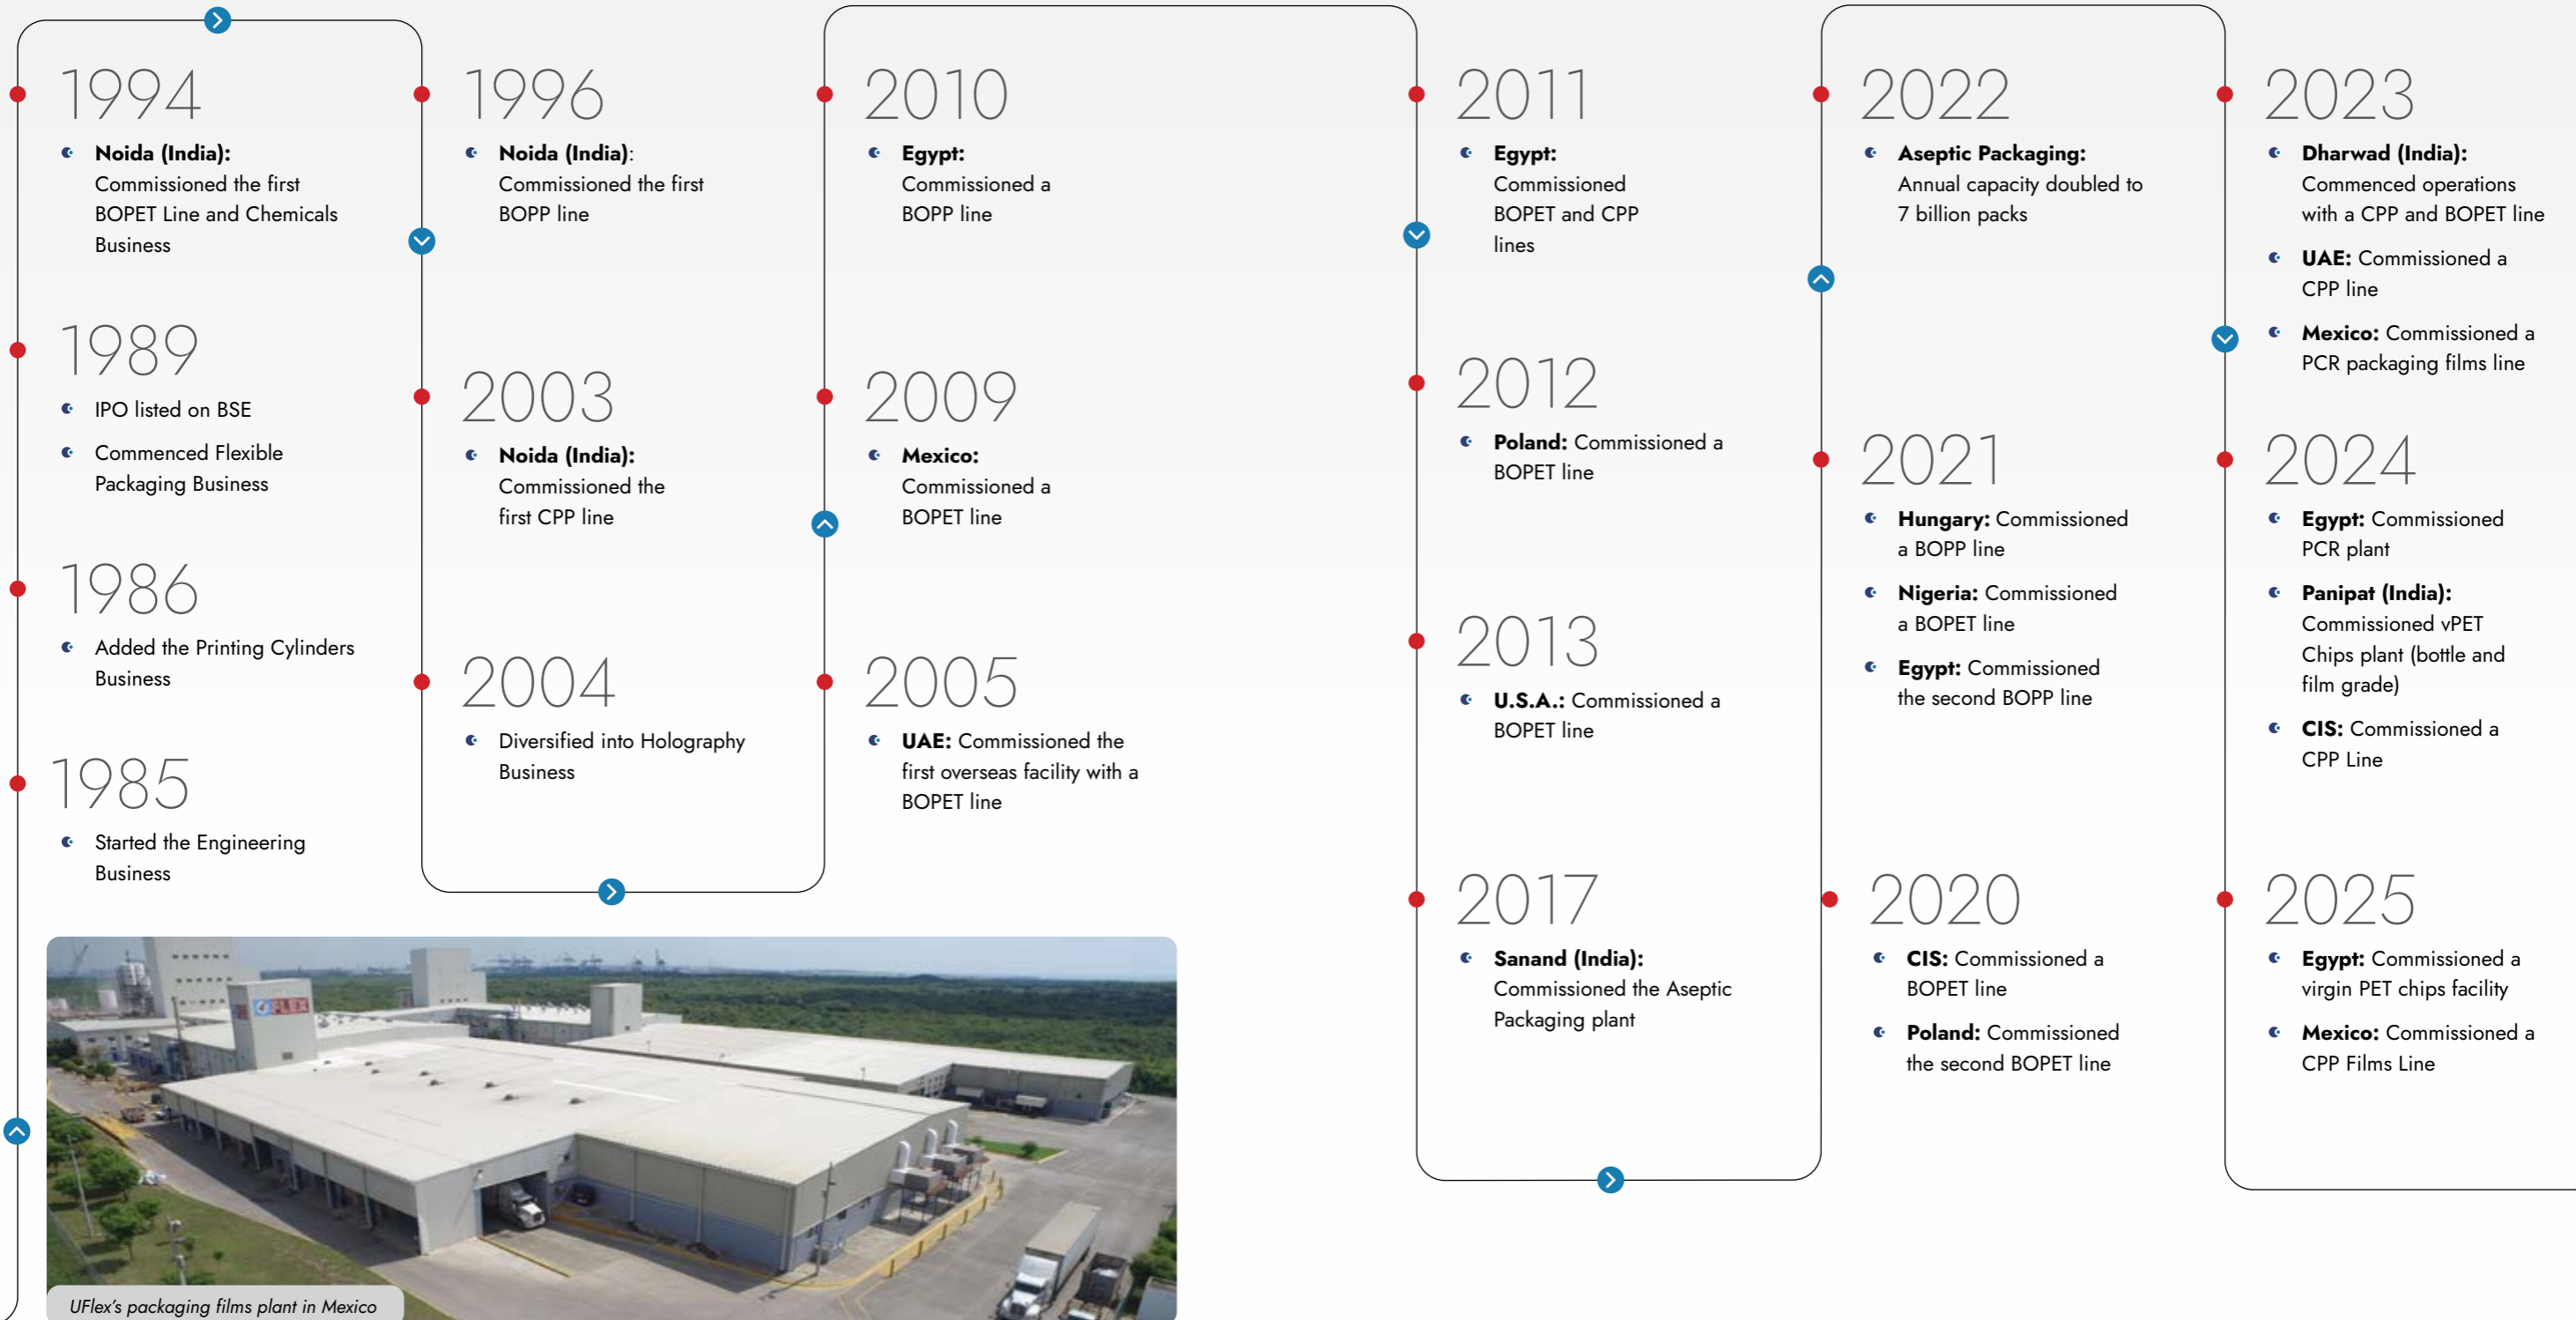 1994
Noida (India):
Commissioned the first
BOPET Line and Chemicals
Business
1989
IPO listed on BSE
Commenced Flexible
Packaging Business
1986
Added the Printing Cylinders
Business
1985
Started the Engineering
Business
1996
Noida (India):
Commissioned the first
BOPP line
2003
Noida (India):
Commissioned the
first CPP line
2004
Diversified into Holography
Business
2010
Egypt:
Commissioned a
BOPP line
2009
Mexico:
Commissioned a
BOPET line
2005
UAE: Commissioned the
first overseas facility with a
BOPET line
FLEX
UFlex's packaging films plant in Mexico
2011
Egypt:
Commissioned
BOPET and CPP
lines
2012
Poland: Commissioned a
BOPET line
2013
U.S.A.: Commissioned a
BOPET line
2017
Sanand (India):
Commissioned the Aseptic
Packaging plant
2022
Aseptic Packaging:
Annual capacity doubled to
7 billion packs
2021
Hungary: Commissioned
a BOPP line
Nigeria: Commissioned
a BOPET line
Egypt: Commissioned
the second BOPP line
2020
CIS: Commissioned a
BOPET line
Poland: Commissioned
the second BOPET line
2023
Dharwad (India):
Commenced operations
with a CPP and BOPET line
UAE: Commissioned a
CPP line
Mexico: Commissioned a
PCR packaging films line
2024
Egypt: Commissioned
PCR plant
Panipat (India):
Commissioned vPET
Chips plant (bottle and
film grade)
CIS: Commissioned a
CPP Line
2025
Egypt: Commissioned a
virgin PET chips facility
Mexico: Commissioned a
CPP Films Line